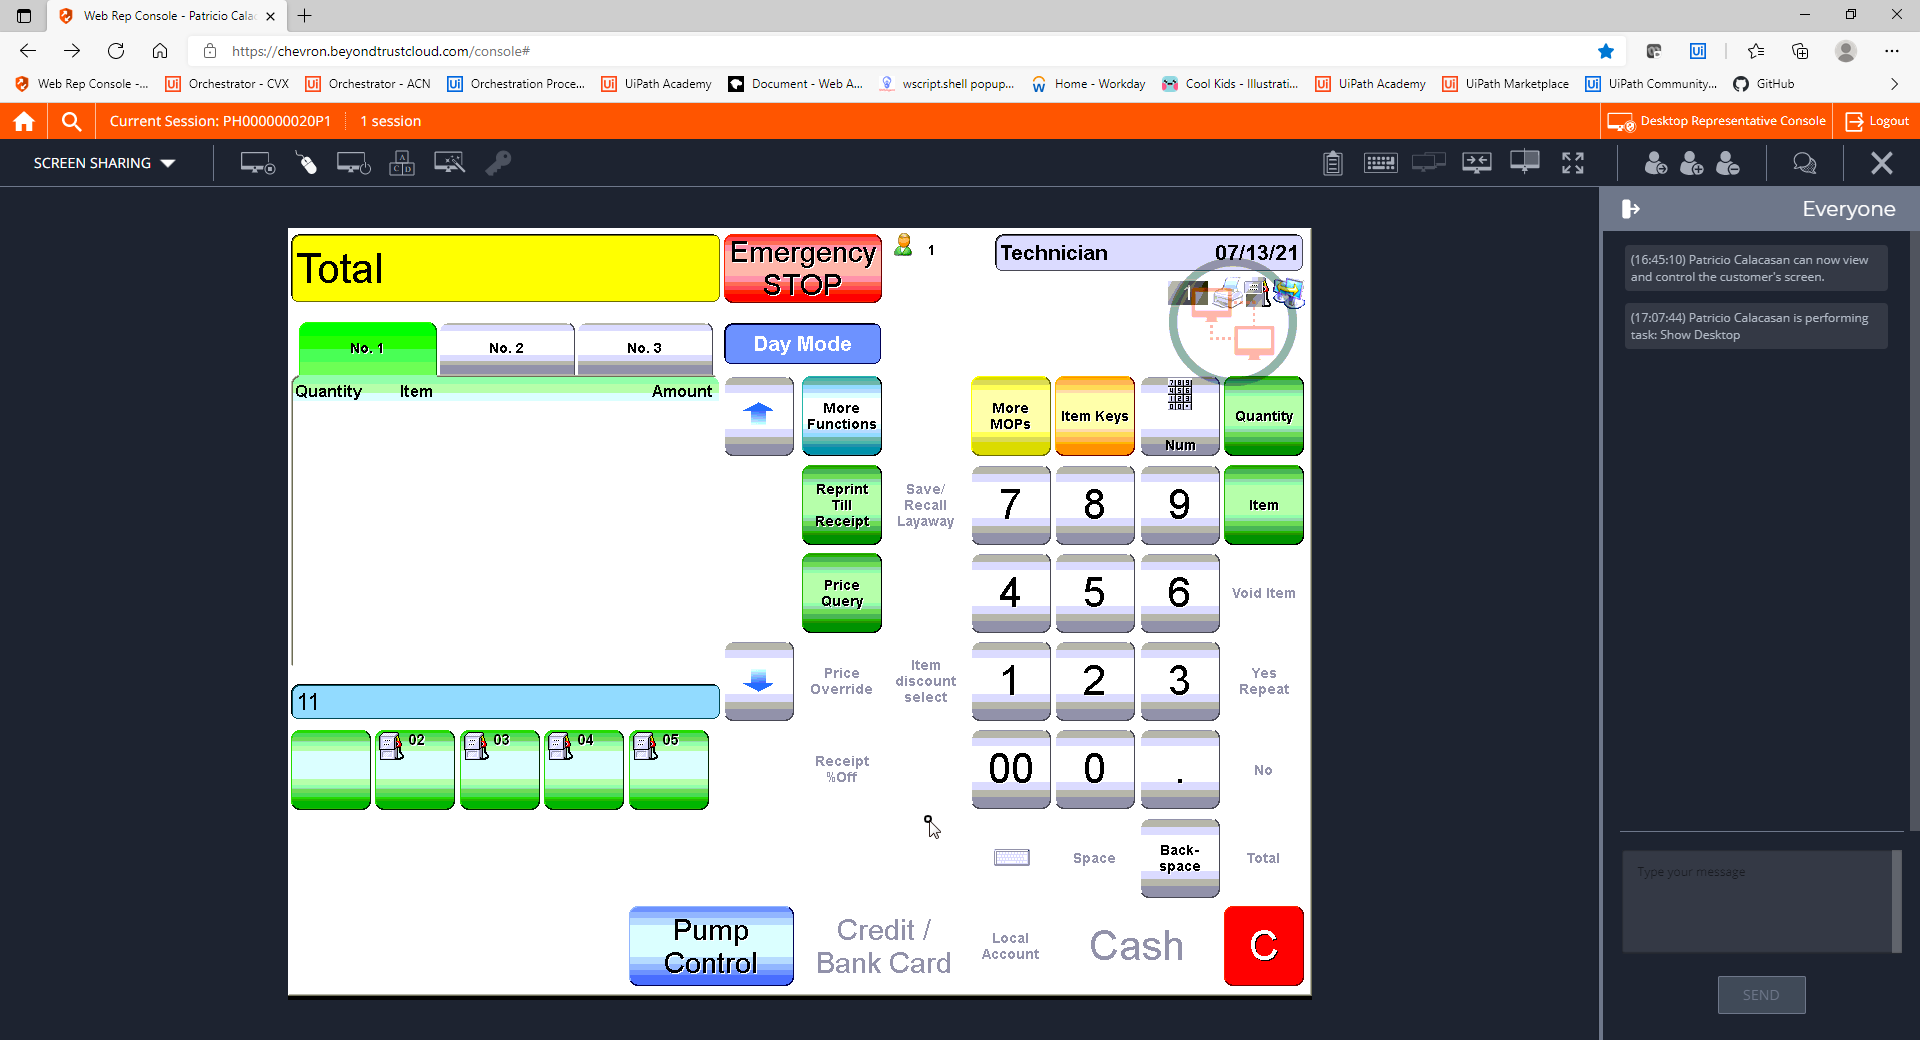 Web Rep Console - Patricio Cala
https://chevron.beyondtrustcloud.com/console#
Web Rep Console -...
Orchestrator - CVX
Orchestrator - ACN
Orchestration Proce...
UiPath Academy
Document - Web A...
wscript.shell popup...
Home - Workday
Cool Kids - Illustrati...
UiPath Academy
UiPath Marketplace
UiPath Community...
GitHub
Current Session: PH000000020P1
1 session
Desktop Representative Console
Logout
SCREEN SHARING
Everyone
(16:45:10) Patricio Calacasan can now view
and control the customer's screen.
(17:07:44) Patricio Calacasan is performing
task: Show Desktop
Type your message
SEND
Total
Emergency
STOP
1
Technician
07/13/21
1
No. 1
No. 2
No. 3
Day Mode
Quantity
Item
Amount
More
Functions
More
MOPs
Item Keys
Num
Quantity
Reprint
Till
Receipt
Save/
Recall
Layaway
7
8
9
Item
Price
Query
4
5
6
Void Item
Price
Override
Item
discount
select
1
2
3
Yes
Repeat
11
02
03
04
05
Receipt
%Off
00
0
.
No
Space
Back-
space
Total
Pump
Control
Credit /
Bank Card
Local
Account
Cash
C